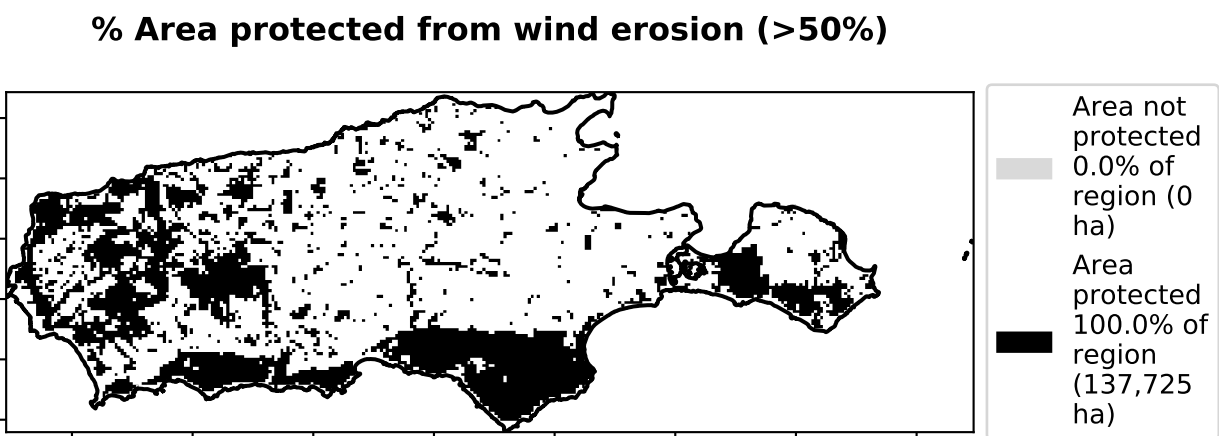 % Area protected from wind erosion (>50%)
Area not
protected
0.0% of
region (0
ha)
Area
protected
100.0% of
region
(137,725
ha)